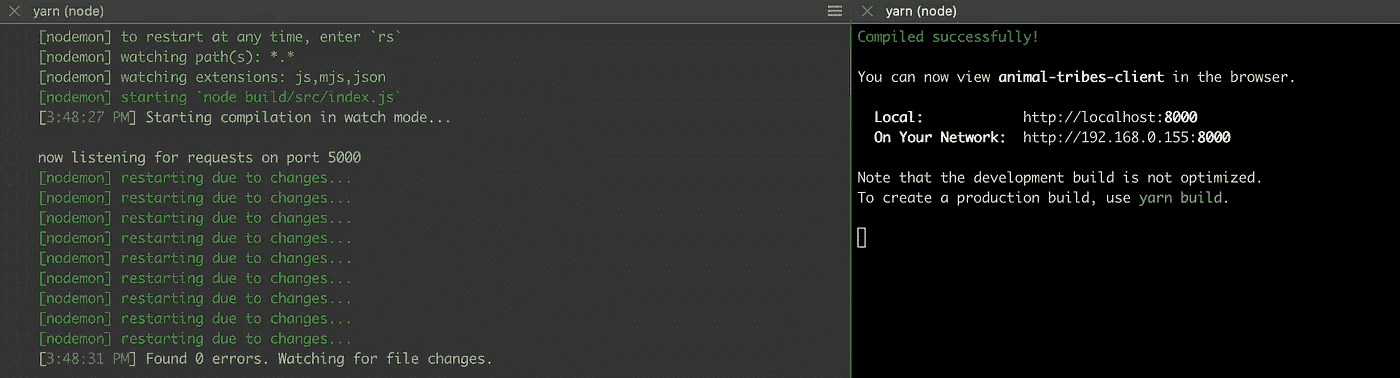 yarn (node)
[nodemon] to restart at any time, enter `rs`
[nodemon] watching path(s): *.*
[nodemon] watching extensions: js,mjs,json
[nodemon] starting `node build/src/index.js`
[3:48:27 PM] Starting compilation in watch mode...
now listening for requests on port 5000
[nodemon] restarting due to changes...
[nodemon] restarting due to changes...
[nodemon] restarting due to changes...
[nodemon] restarting due to changes...
[nodemon] restarting due to changes...
[nodemon] restarting due to changes...
[nodemon] restarting due to changes...
[nodemon] restarting due to changes...
[nodemon] restarting due to changes...
[3:48:31 PM] Found 0 errors. Watching for file changes.
yarn (node)
Compiled successfully!
You can now view animal-tribes-client in the browser.
Local: http://localhost:8000
On Your Network: http://192.168.0.155:8000
Note that the development build is not optimized.
To create a production build, use yarn build.